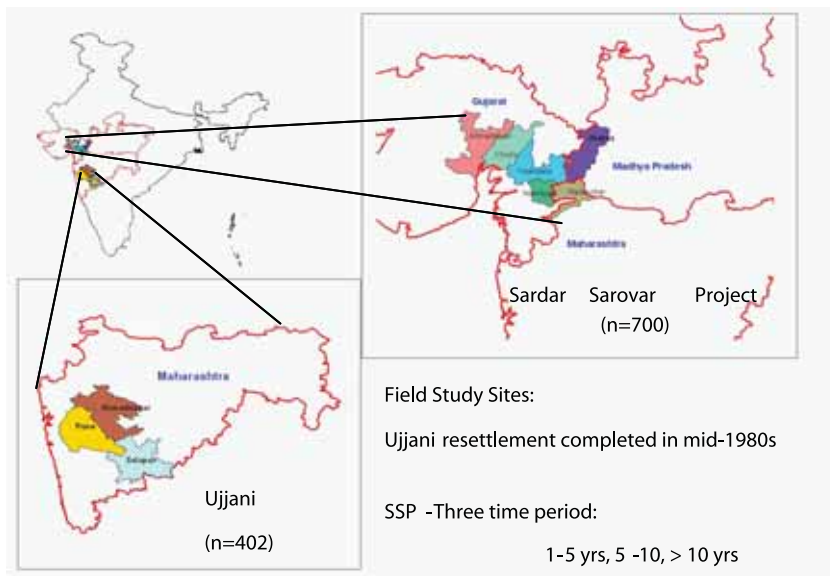 Gujarat
Madhya Pradesh
Maharashtra
Sardar Sarovar Project
(n=700)
Maharashtra
Pune
Solapur
Ujjani
(n=402)
Field Study Sites:
Ujjani resettlement completed in mid-1980s
SSP -Three time period:
1-5 yrs, 5 -10, > 10 yrs